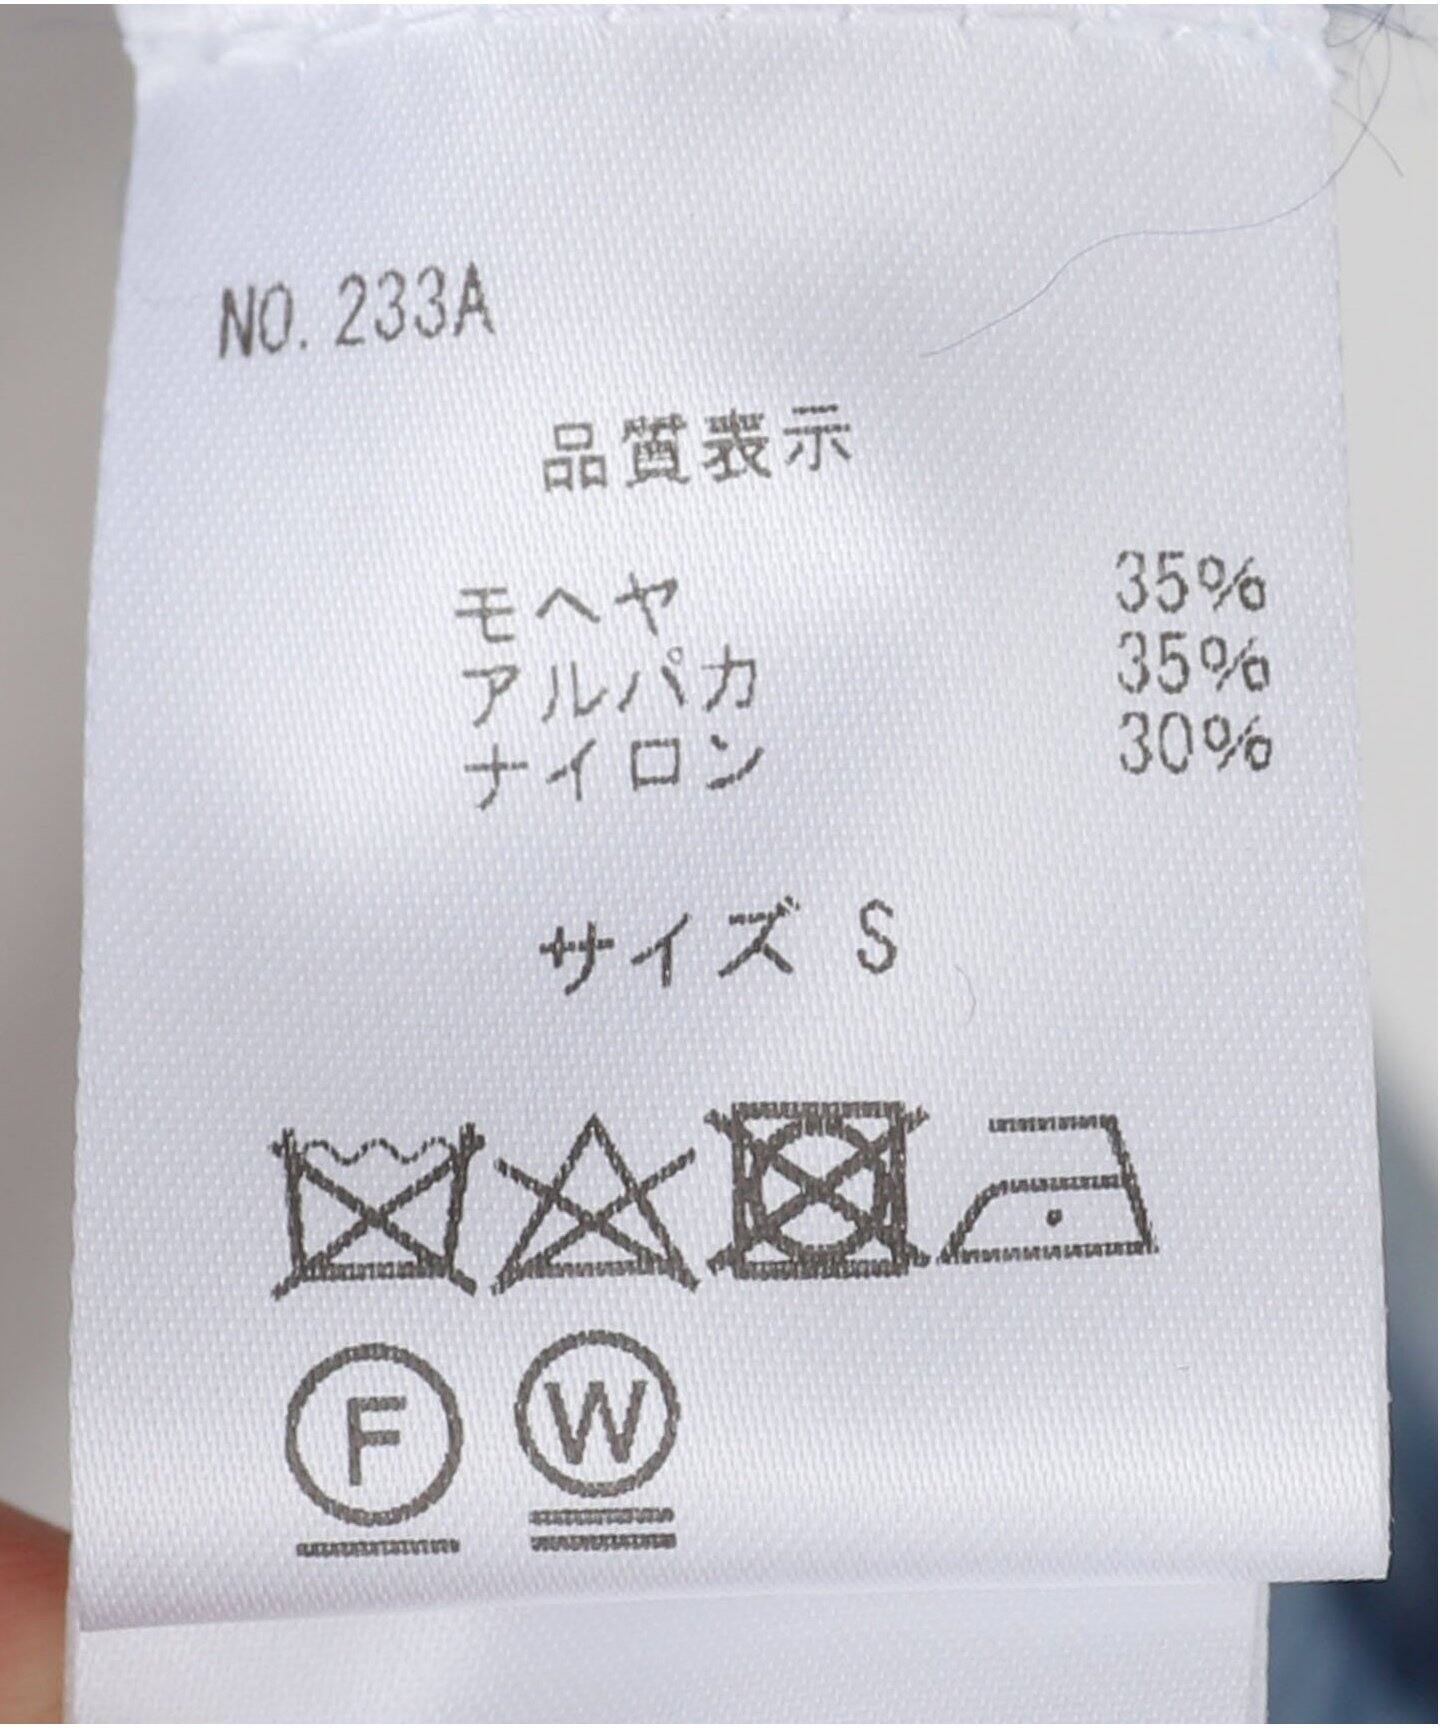 NO. 233A
品質表示
モヘヤ 35%
アルパカ 35%
ナイロン 30%
サイズ S
F W